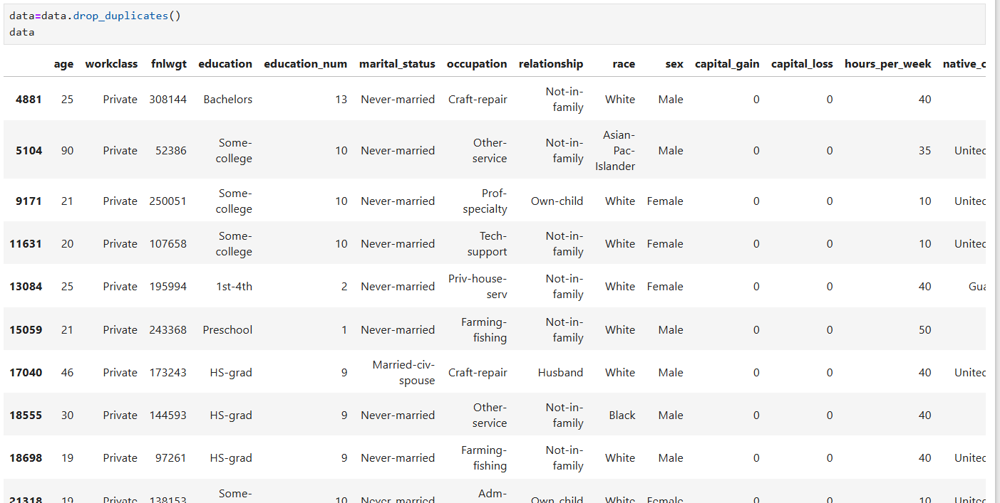 data=data.drop_duplicates()
data
age workclass fnlwgt education education_num marital_status occupation relationship race sex capital_gain capital_loss hours_per_week native_c
4881 25 Private 308144 Bachelors 13 Never-married Craft-repair Not-in-family White Male 0 0 40
5104 90 Private 52386 Some-college 10 Never-married Other-service Not-in-family Asian-Pac-Islander Male 0 0 35 United
9171 21 Private 250051 Some-college 10 Never-married Prof-specialty Own-child White Female 0 0 10 United
11631 20 Private 107658 Some-college 10 Never-married Tech-support Not-in-family White Female 0 0 10 United
13084 25 Private 195994 1st-4th 2 Never-married Priv-house-serv Not-in-family White Female 0 0 40 Gua
15059 21 Private 243368 Preschool 1 Never-married Farming-fishing Not-in-family White Male 0 0 50
17040 46 Private 173243 HS-grad 9 Married-civ-spouse Craft-repair Husband White Male 0 0 40 United
18555 30 Private 144593 HS-grad 9 Never-married Other-service Not-in-family Black Male 0 0 40
18698 19 Private 97261 HS-grad 9 Never-married Farming-fishing Not-in-family White Male 0 0 40 United
21318 19 Private 138153 Some- 10 Never-married Adm- Own-child White Female 0 0 10 United